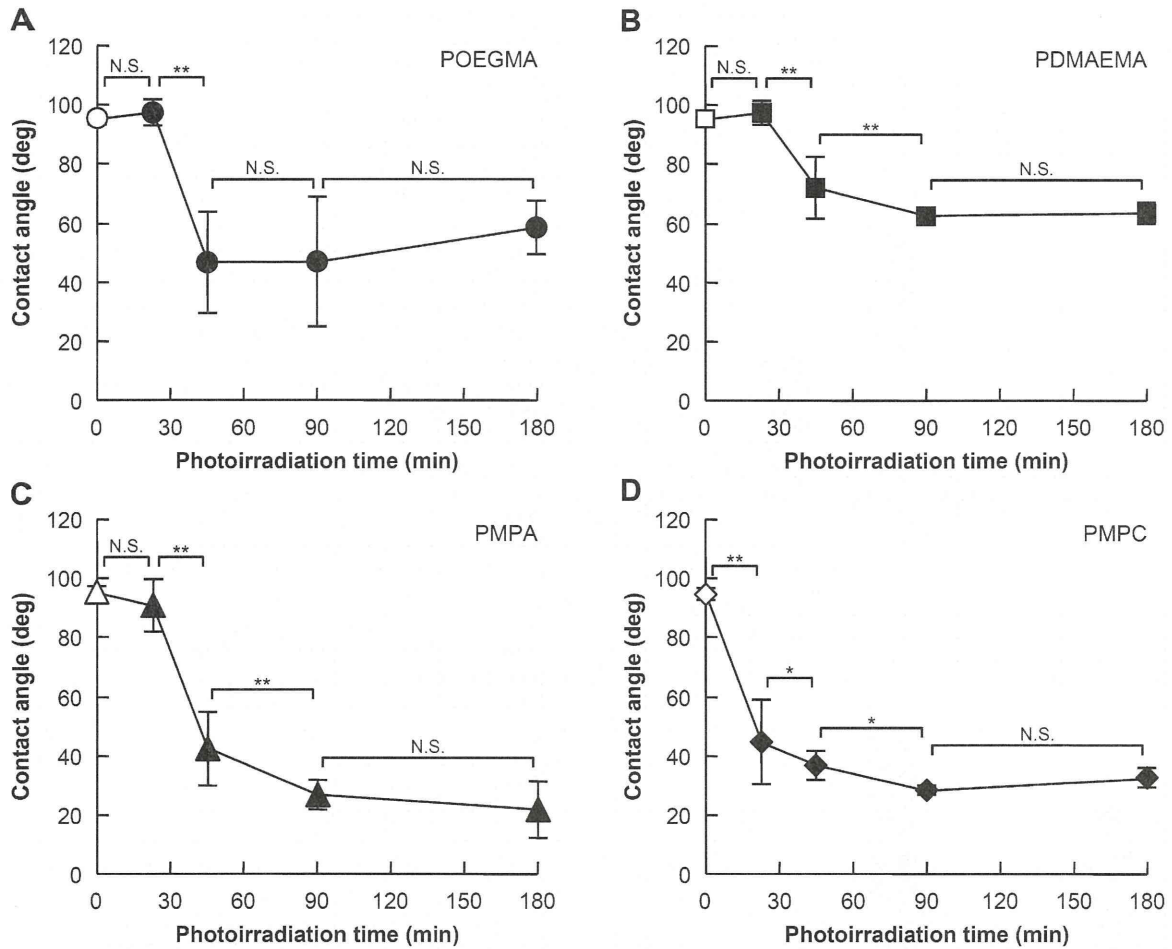 A
POEGMA
120
100
80
60
40
20
0
N.S.
**
N.S.
N.S.
Contact angle (deg)
0 30 60 90 120 150 180
Photoirradiation time (min)
B
PDMAEMA
120
100
80
60
40
20
0
N.S.
**
**
N.S.
Contact angle (deg)
0 30 60 90 120 150 180
Photoirradiation time (min)
C
PMPA
120
100
80
60
40
20
0
N.S.
**
**
N.S.
Contact angle (deg)
0 30 60 90 120 150 180
Photoirradiation time (min)
D
PMPC
120
100
80
60
40
20
0
**
*
*
N.S.
Contact angle (deg)
0 30 60 90 120 150 180
Photoirradiation time (min)